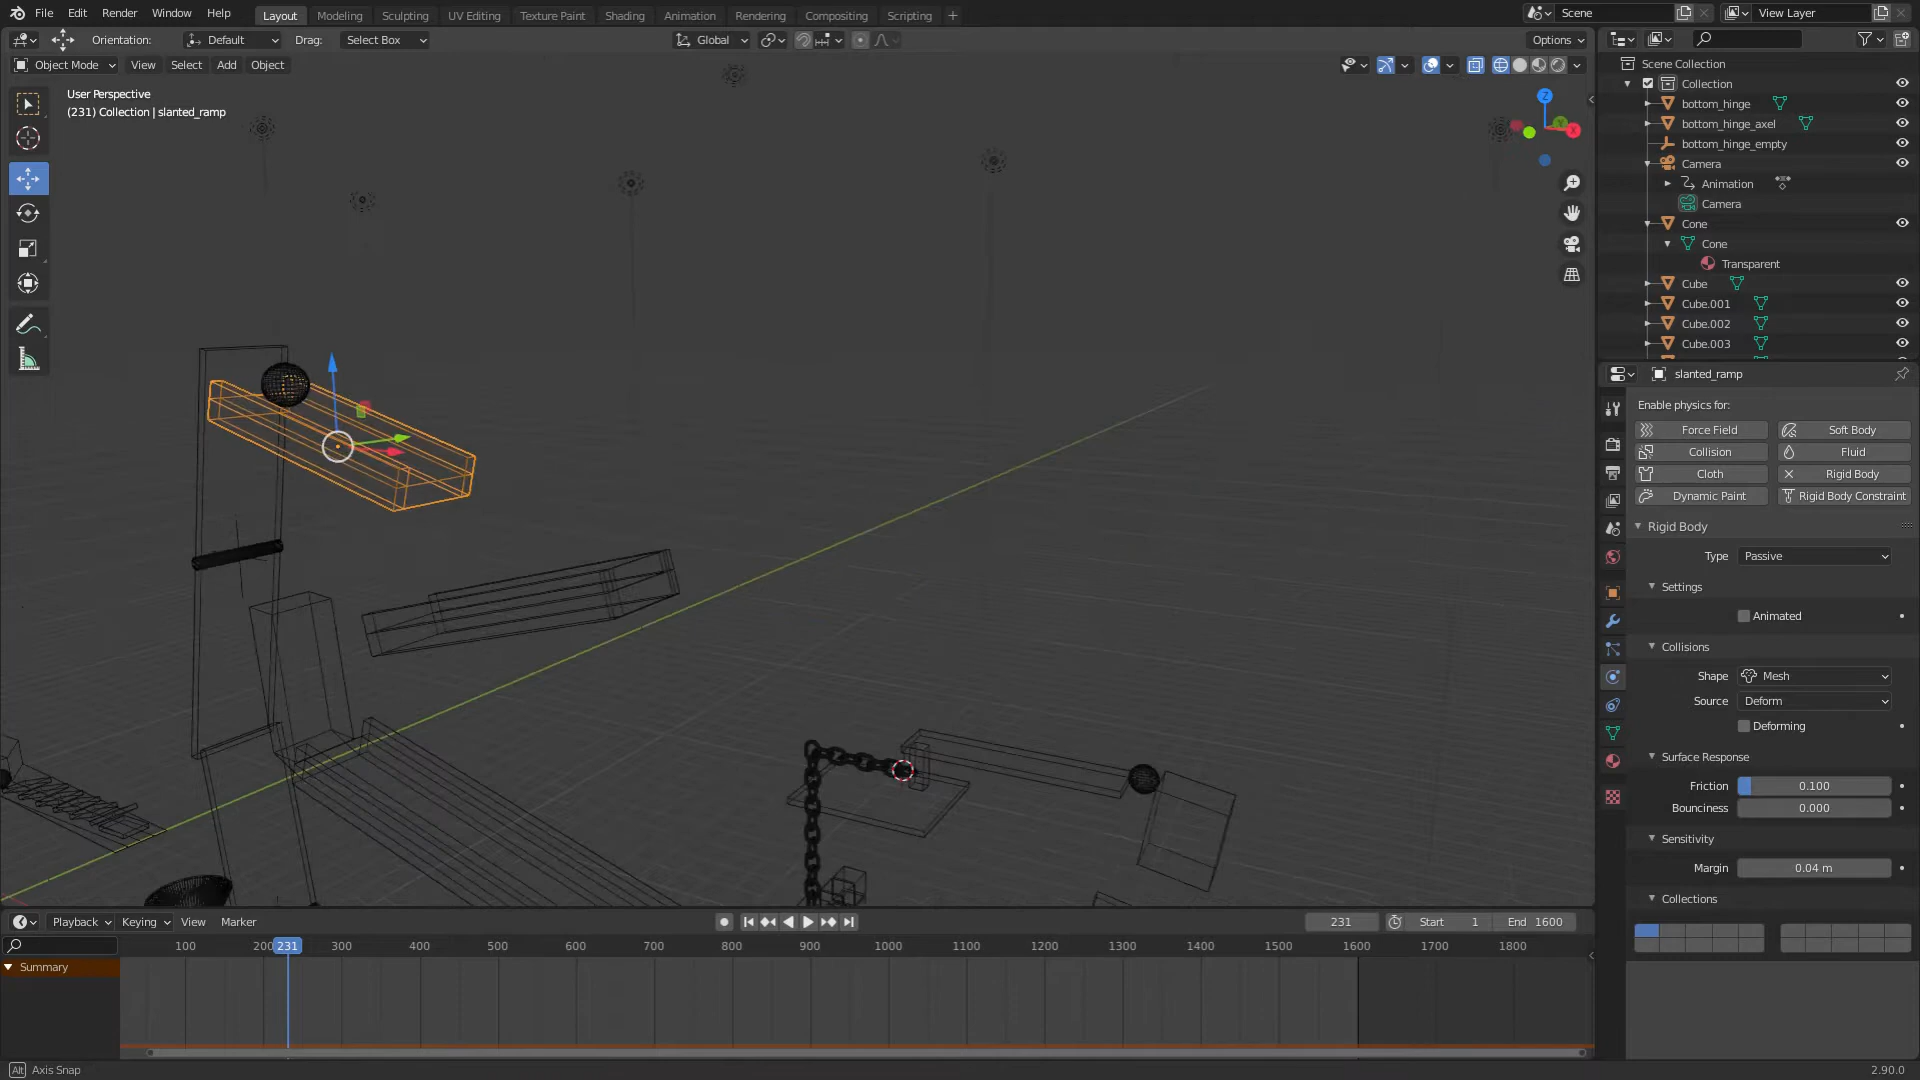 File Edit Render Window Help Layout Modeling Sculpting UV Editing Texture Paint Shading Animation Rendering Compositing Scripting Scene View Layer
Orientation: Default Drag: Select Box Global Options
Object Mode View Select Add Object
User Perspective
(231) Collection | slanted_ramp
Z
X
Y
Scene Collection
Collection
bottom_hinge
bottom_hinge_axel
bottom_hinge_empty
Camera
Animation
Camera
Cone
Cone
Transparent
Cube
Cube.001
Cube.002
Cube.003
slanted_ramp
Enable physics for:
Force Field Soft Body
Collision Fluid
Cloth Rigid Body
Dynamic Paint Rigid Body Constraint
Rigid Body
Type Passive
Settings
Animated
Collisions
Shape Mesh
Source Deform
Deforming
Surface Response
Friction 0.100
Bounciness 0.000
Sensitivity
Margin 0.04 m
Collections
Playback Keying View Marker 231 Start 1 End 1600
100 200 231 300 400 500 600 700 800 900 1000 1100 1200 1300 1400 1500 1600 1700 1800
Summary
Alt Axis Snap 2.90.0